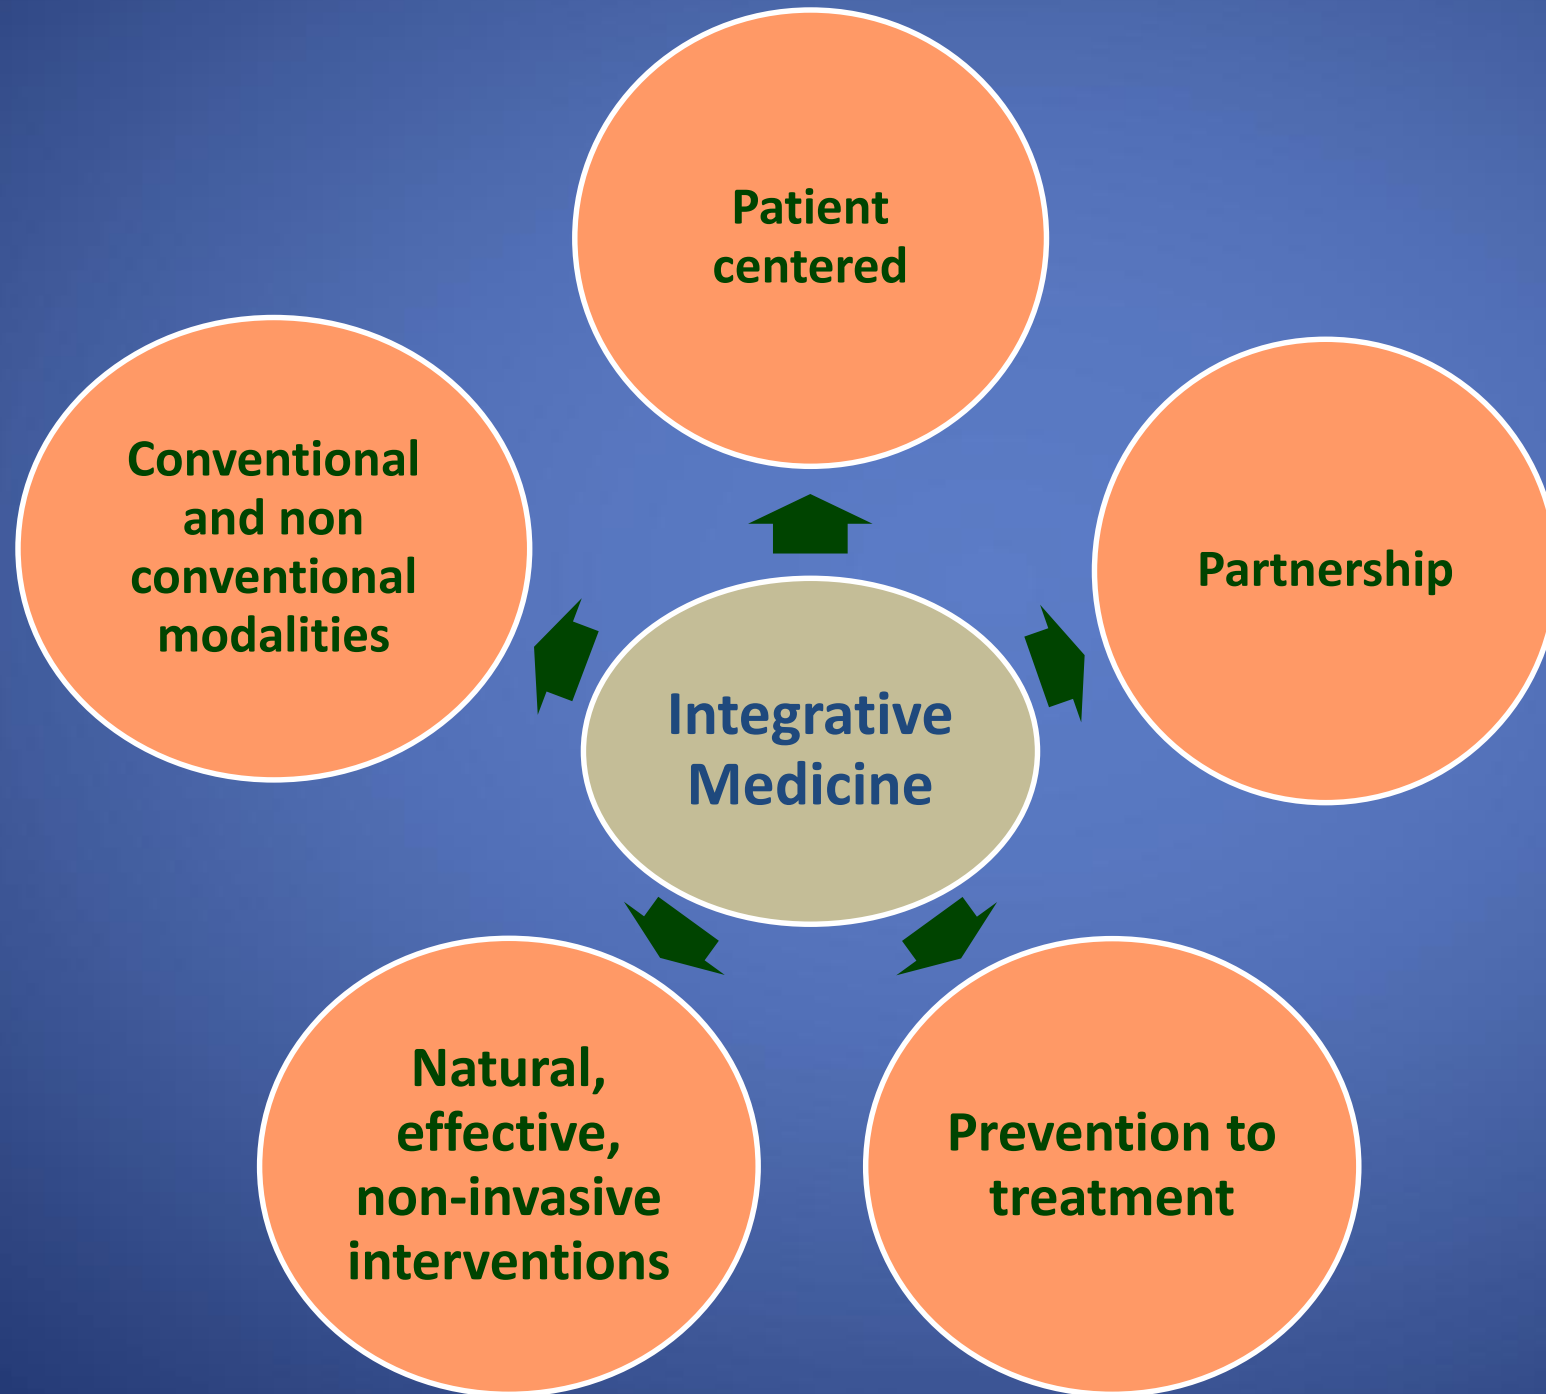 Patient
centered
Conventional
and non
conventional
modalities
Partnership
Integrative
Medicine
Natural,
effective,
non-invasive
interventions
Prevention to
treatment